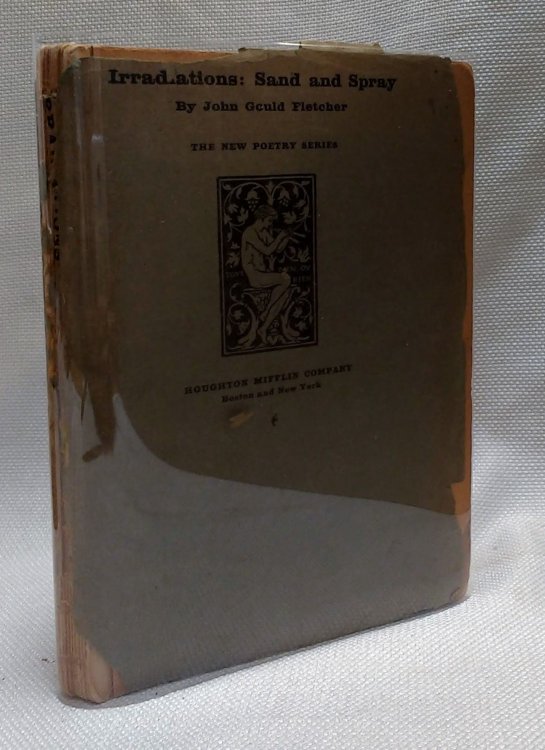 Irradiations: Sand and Spray
By John Gould Fletcher
THE NEW POETRY SERIES
HOUGHTON MIFFLIN COMPANY
Boston and New York